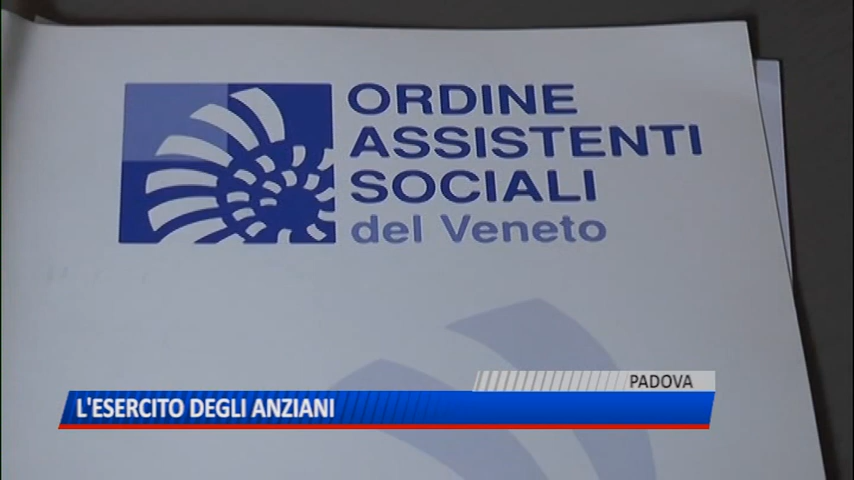 ORDINE
ASSISTENTI
SOCIALI
del Veneto
PADOVA
L'ESERCITO DEGLI ANZIANI